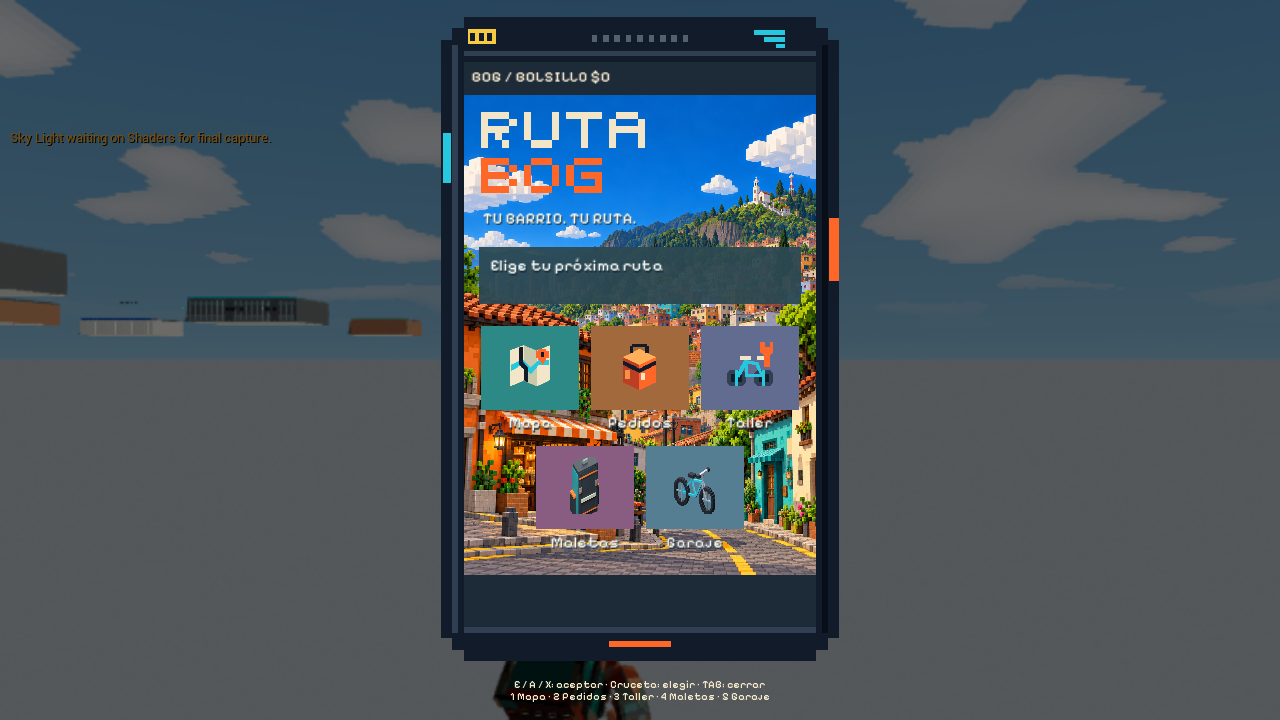 BOG / BOLSILLO $0
Sky Light waiting on Shaders for final capture.
RUTA
BOG
TU BARRIO. TU RUTA.
Elige tu próxima ruta
Mapa
Pedidos
Taller
Maletas
Garaje
E / A / X: aceptar · Cruceta: elegir · TAB: cerrar
1 Mapa · 2 Pedidos · 3 Taller · 4 Maletas · 5 Garaje